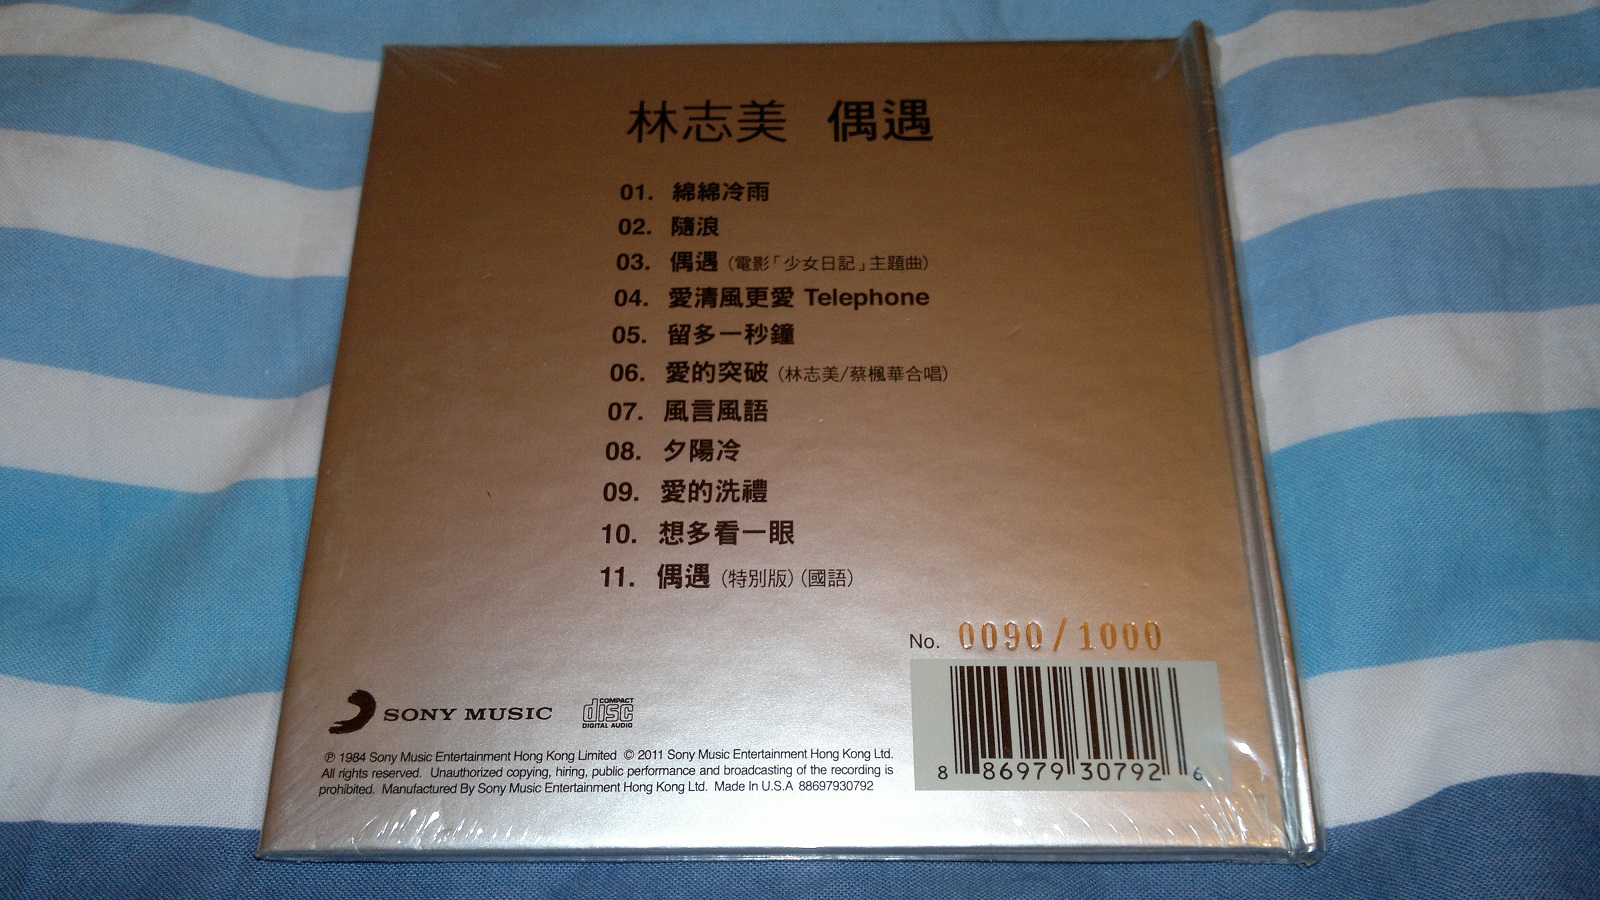 林志美 偶遇
01. 綿綿冷雨
02. 隨浪
03. 偶遇 (電影「少女日記」主題曲)
04. 愛清風更愛 Telephone
05. 留多一秒鐘
06. 愛的突破 (林志美/蔡楓華合唱)
07. 風言風語
08. 夕陽冷
09. 愛的洗禮
10. 想多看一眼
11. 偶遇 (特別版) (國語)
No. 0090/1000
SONY MUSIC
COMPACT
disc
DIGITAL AUDIO
℗ 1984 Sony Music Entertainment Hong Kong Limited © 2011 Sony Music Entertainment Hong Kong Ltd.
All rights reserved. Unauthorized copying, hiring, public performance and broadcasting of the recording is
prohibited. Manufactured By Sony Music Entertainment Hong Kong Ltd. Made In U.S.A 88697930792
8 86979 30792 6